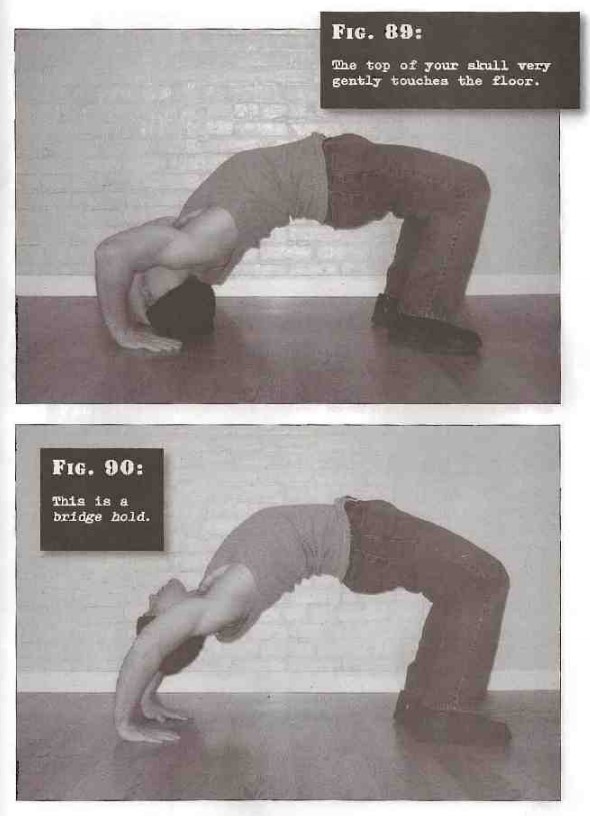 FIG. 89:
The top of your skull very
gently touches the floor.
FIG. 90:
This is a
bridge hold.